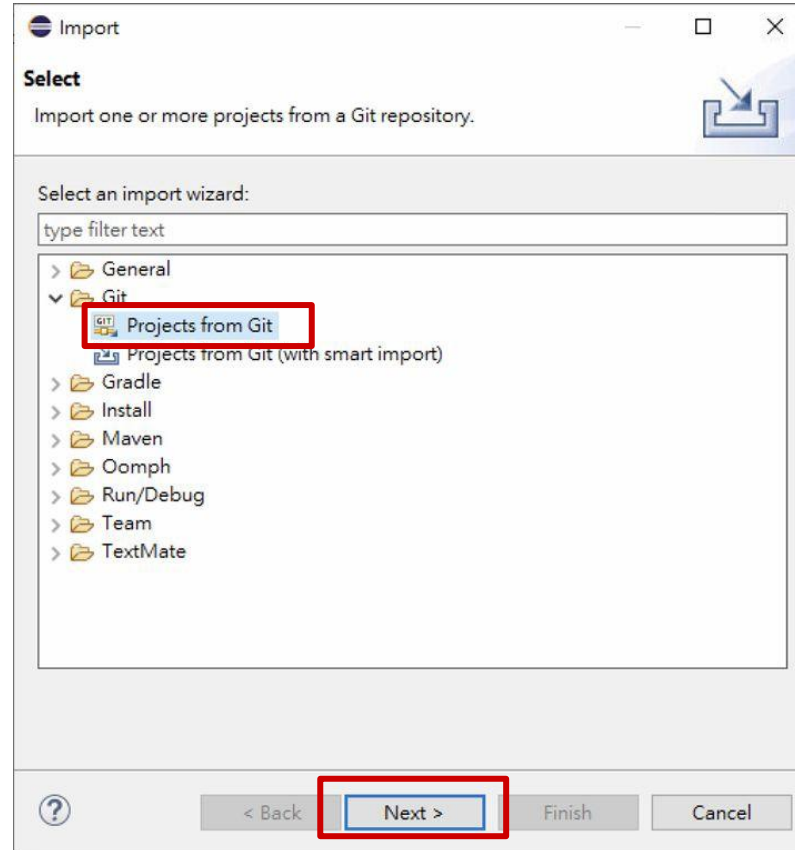 Import
Select
Import one or more projects from a Git repository.
Select an import wizard:
type filter text
General
Git
GIT
Projects from Git
Projects from Git (with smart import)
Gradle
Install
Maven
Oomph
Run/Debug
Team
TextMate
?
< Back
Next >
Finish
Cancel